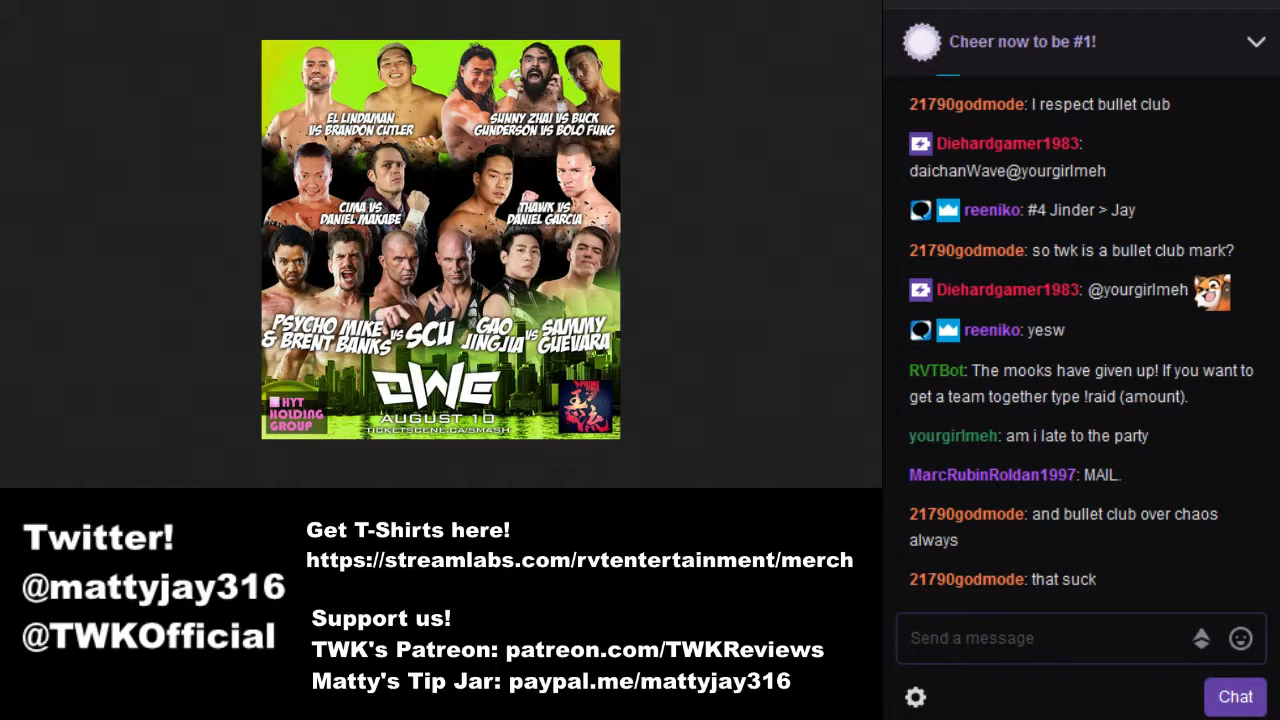 EL LINDAMAN
VS BRANDON CUTLER
SUNNY ZHAI VS BUCK
GUNDERSON VS BOLO FUNG
CIMA VS
DANIEL MAKABE
T-HAWK VS
DANIEL GARCIA
PSYCHO MIKE
& BRENT BANKS
VS SCU
GAO
JINGJIA
VS
SAMMY
GUEVARA
OWE
AUGUST 10
TICKETSCENE.CA/SMASH
HYT
HOLDING
GROUP
Twitter!
@mattyjay316
@TWKOfficial
Get T-Shirts here!
https://streamlabs.com/rvtentertainment/merch
Support us!
TWK's Patreon: patreon.com/TWKReviews
Matty's Tip Jar: paypal.me/mattyjay316
Cheer now to be #1!
21790godmode: I respect bullet club
Diehardgamer1983:
daichanWave@yourgirlmeh
reeniko: #4 Jinder > Jay
21790godmode: so twk is a bullet club mark?
Diehardgamer1983: @yourgirlmeh
reeniko: yesw
RVTBot: The mooks have given up! If you want to
get a team together type !raid (amount).
yourgirlmeh: am i late to the party
MarcRubinRoldan1997: MAIL.
21790godmode: and bullet club over chaos
always
21790godmode: that suck
Send a message
Chat